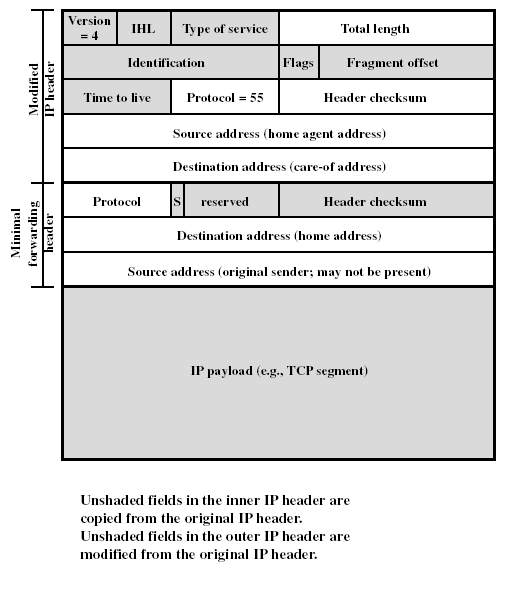 Version = 4 IHL Type of service Total length
Identification Flags Fragment offset
Time to live Protocol = 55 Header checksum
Source address (home agent address)
Destination address (care-of address)
Modified IP header
Protocol S reserved Header checksum
Destination address (home address)
Source address (original sender; may not be present)
Minimal forwarding header
IP payload (e., TCP segment)
Unshaded fields in the inner IP header are
copied from the original IP header.
Unshaded fields in the outer IP header are
modified from the original IP header.